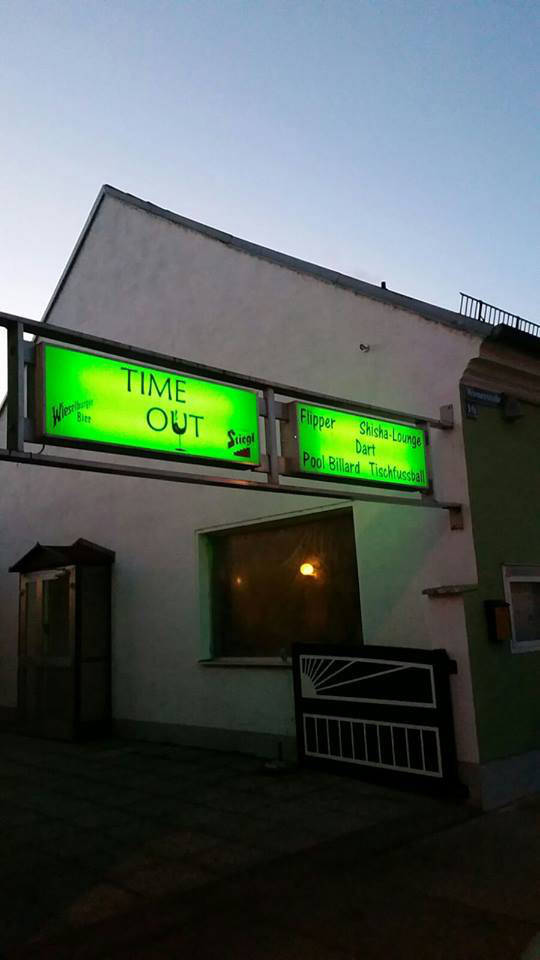 TIME
OUT
Wieselburger
Bier
Stiegl
Flipper Shisha-Lounge
Dart
Pool Billard Tischfussball